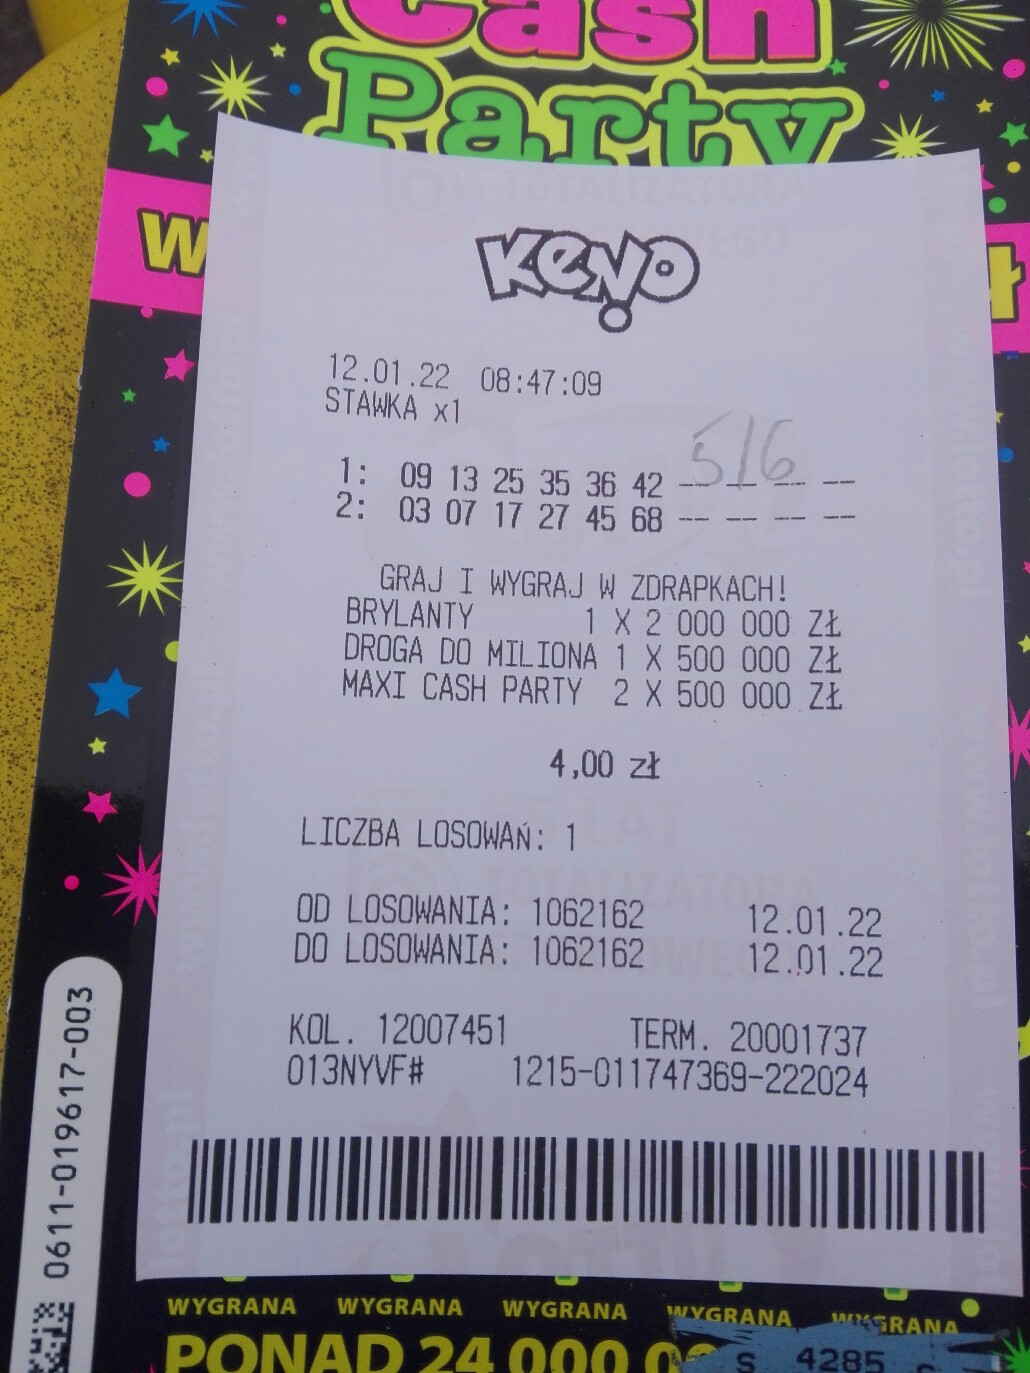 Cash
Party
W
ł
KENO
12.01.22 08:47:09
STAWKA x1
5/6
1: 09 13 25 35 36 42 -- -- -- --
2: 03 07 17 27 45 68 -- -- -- --
GRAJ I WYGRAJ W ZDRAPKACH!
BRYLANTY 1 X 2 000 000 ZŁ
DROGA DO MILIONA 1 X 500 000 ZŁ
MAXI CASH PARTY 2 X 500 000 ZŁ
4,00 zł
LICZBA LOSOWAŃ: 1
OD LOSOWANIA: 1062162 12.01.22
DO LOSOWANIA: 1062162 12.01.22
KOL. 12007451 TERM. 20001737
013NYVF# 1215-011747369-222024
0611-019617-003
WYGRANA WYGRANA WYGRANA WYGRANA WYGRANA
PONAD 24 000 0
S 4285